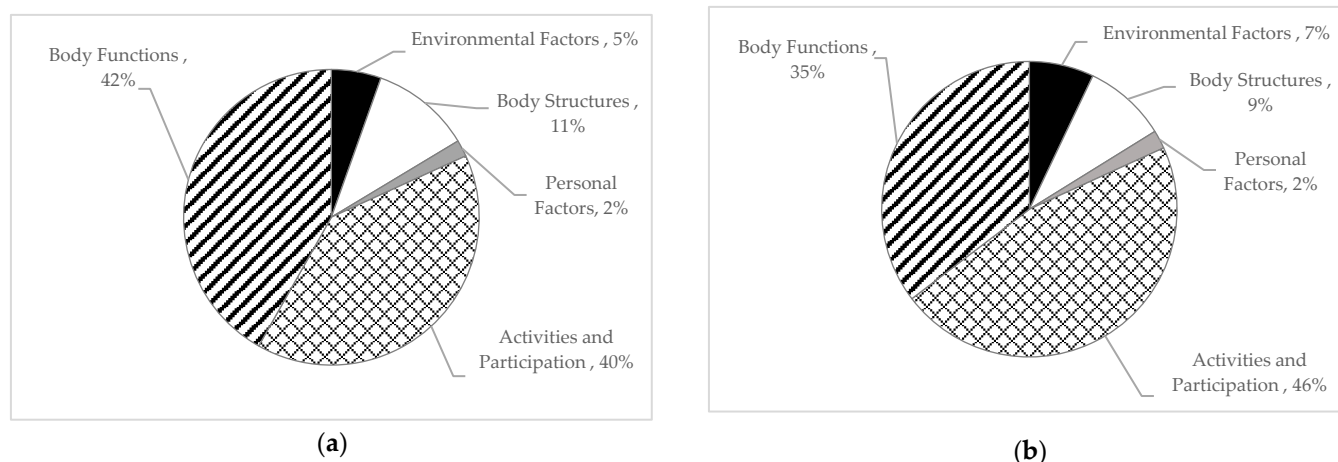 Environmental Factors , 5%
Body Functions ,
42%
Body Structures ,
11%
Personal
Factors, 2%
Activities and
Participation , 40%
(a)
Environmental Factors , 7%
Body Functions ,
35%
Body Structures ,
9%
Personal
Factors, 2%
Activities and
Participation , 46%
(b)